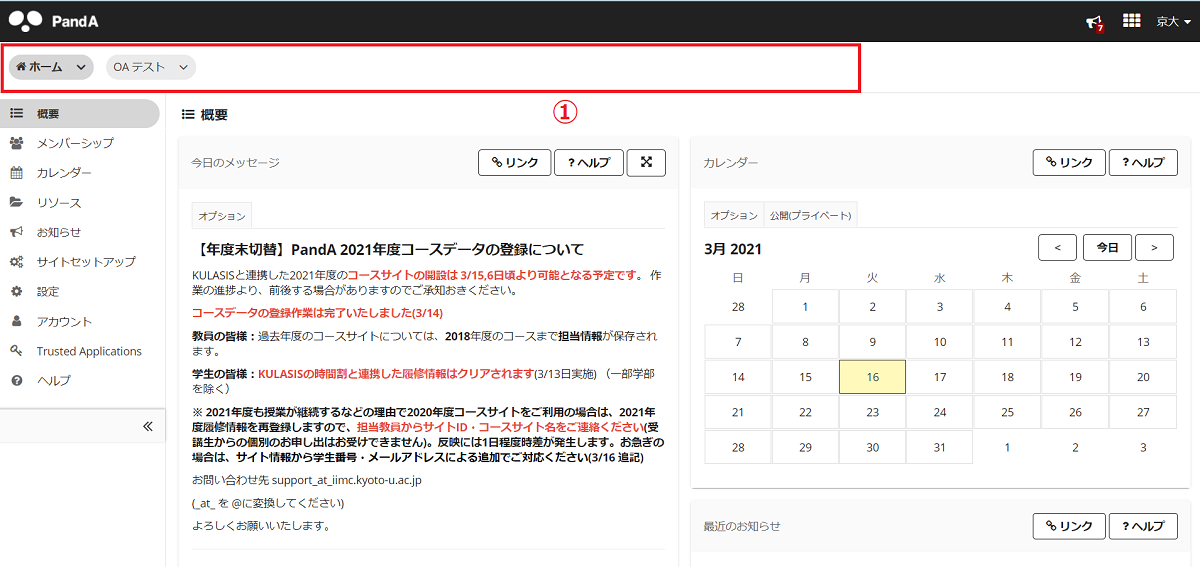 PandA
7
京大
ホーム
OA テスト
①
概要
メンバーシップ
カレンダー
リソース
お知らせ
サイトセットアップ
設定
アカウント
Trusted Applications
ヘルプ
概要
今日のメッセージ
リンク
? ヘルプ
オプション
【年度末切替】PandA 2021年度コースデータの登録について
KULASISと連携した2021年度のコースサイトの開設は 3/15,6日頃より可能となる予定です。 作
業の進捗より、前後する場合がありますのでご承知おきください。
コースデータの登録作業は完了いたしました(3/14)
教員の皆様：過去年度のコースサイトについては、2018年度のコースまで担当情報が保存され
ます。
学生の皆様：KULASISの時間割と連携した履修情報はクリアされます(3/13日実施) （一部学部
を除く）
※ 2021年度も授業が継続するなどの理由で2020年度コースサイトをご利用の場合は、2021年
度履修情報を再登録しますので、担当教員からサイトID・コースサイト名をご連絡ください(受
講生からの個別のお申し出はお受けできません)。反映には1日程度時差が発生します。お急ぎの
場合は、サイト情報から学生番号・メールアドレスによる追加でご対応ください(3/16 追記)
お問い合わせ先 support_at_iimc.kyoto-u.ac.jp
(_at_ を @に変換してください)
よろしくお願いいたします。
カレンダー
リンク
? ヘルプ
オプション 公開(プライベート)
3月 2021
< 今日 >
日 月 火 水 木 金 土
28 1 2 3 4 5 6
7 8 9 10 11 12 13
14 15 16 17 18 19 20
21 22 23 24 25 26 27
28 29 30 31 1 2 3
最近のお知らせ
リンク
? ヘルプ